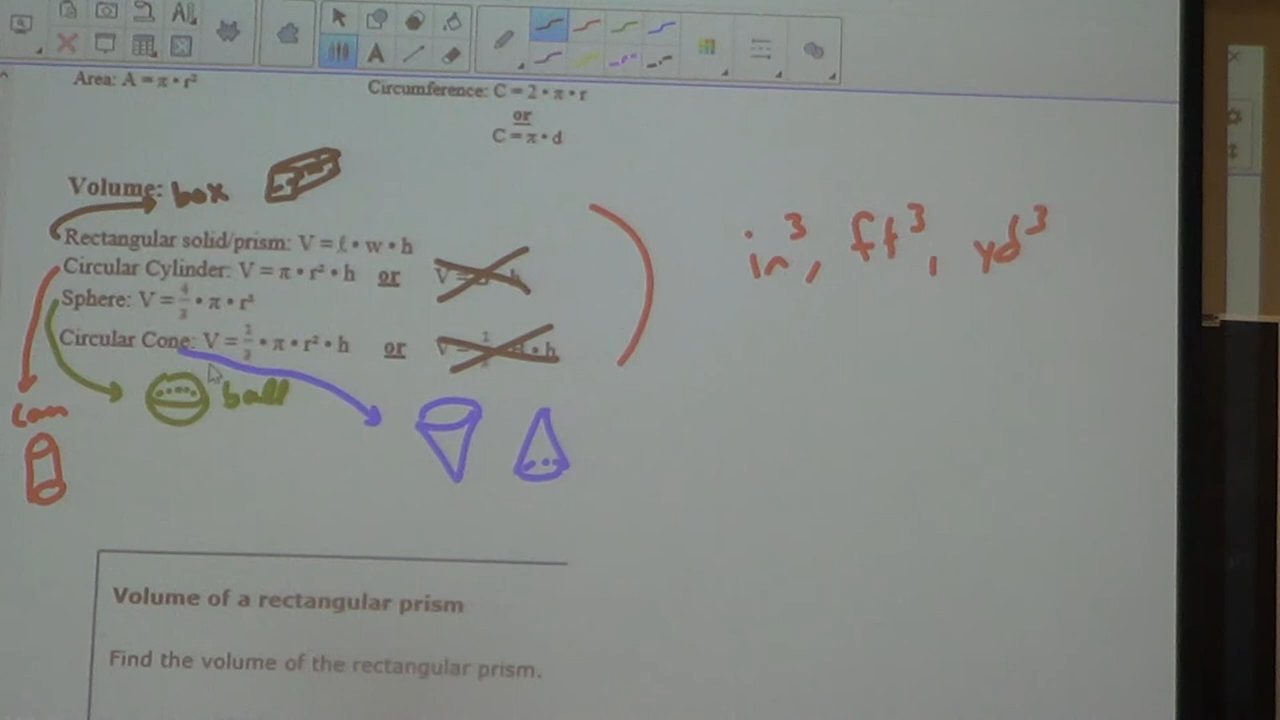 Area: A = π • r²
Circumference: C = 2 • π • r
or
C = π • d
Volume: box
Rectangular solid/prism: V = ℓ • w • h
Circular Cylinder: V = π • r² • h or
Sphere: V = 4/3 • π • r³
Circular Cone: V = 1/3 • π • r² • h or
in³, ft³, yd³
ball
can
Volume of a rectangular prism
Find the volume of the rectangular prism.